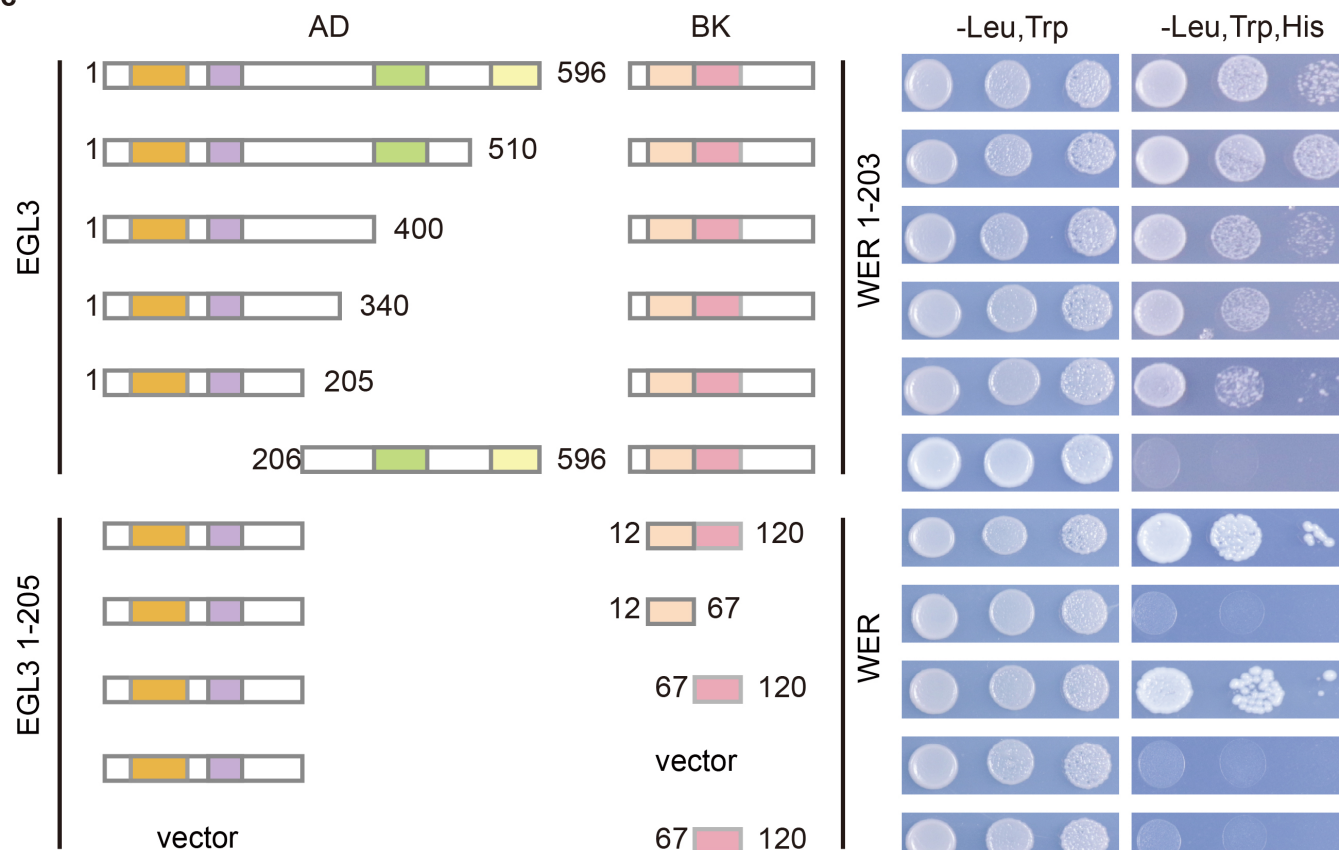 AD BK -Leu,Trp -Leu,Trp,His
1 596
1 510
1 400
1 340
1 205
206 596
EGL3
WER 1-203
12 120
12 67
67 120
vector
vector 67 120
EGL3 1-205
WER